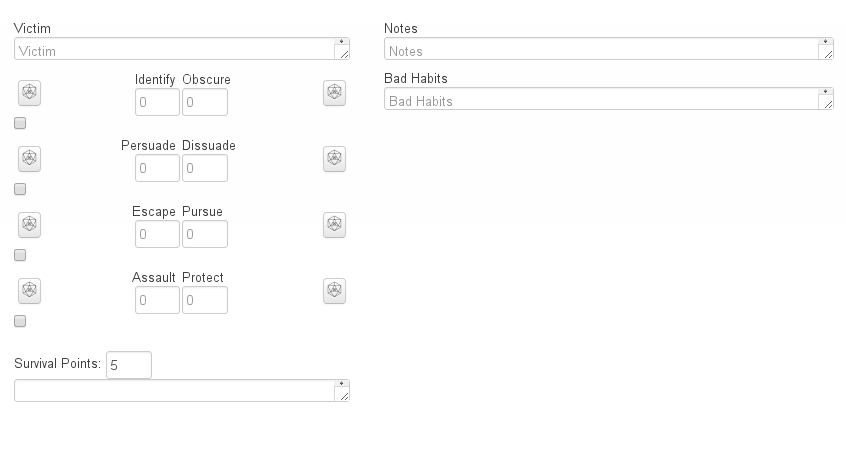 Victim
Victim
Identify Obscure
0 0
Persuade Dissuade
0 0
Escape Pursue
0 0
Assault Protect
0 0
Survival Points: 5
Notes
Notes
Bad Habits
Bad Habits